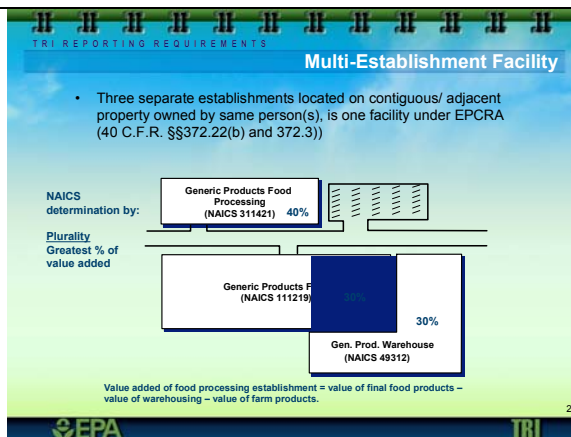 TRI REPORTING REQUIREMENTS
Multi-Establishment Facility
• Three separate establishments located on contiguous/ adjacent
property owned by same person(s), is one facility under EPCRA
(40 C.F.R. §§372.22(b) and 372.3))
NAICS
determination by:
Plurality
Greatest % of
value added
Generic Products Food
Processing
(NAICS 311421) 40%
Generic Products F
(NAICS 111219)
30%
30%
Gen. Prod. Warehouse
(NAICS 49312)
Value added of food processing establishment = value of final food products –
value of warehousing – value of farm products.
2
EPA
TRI